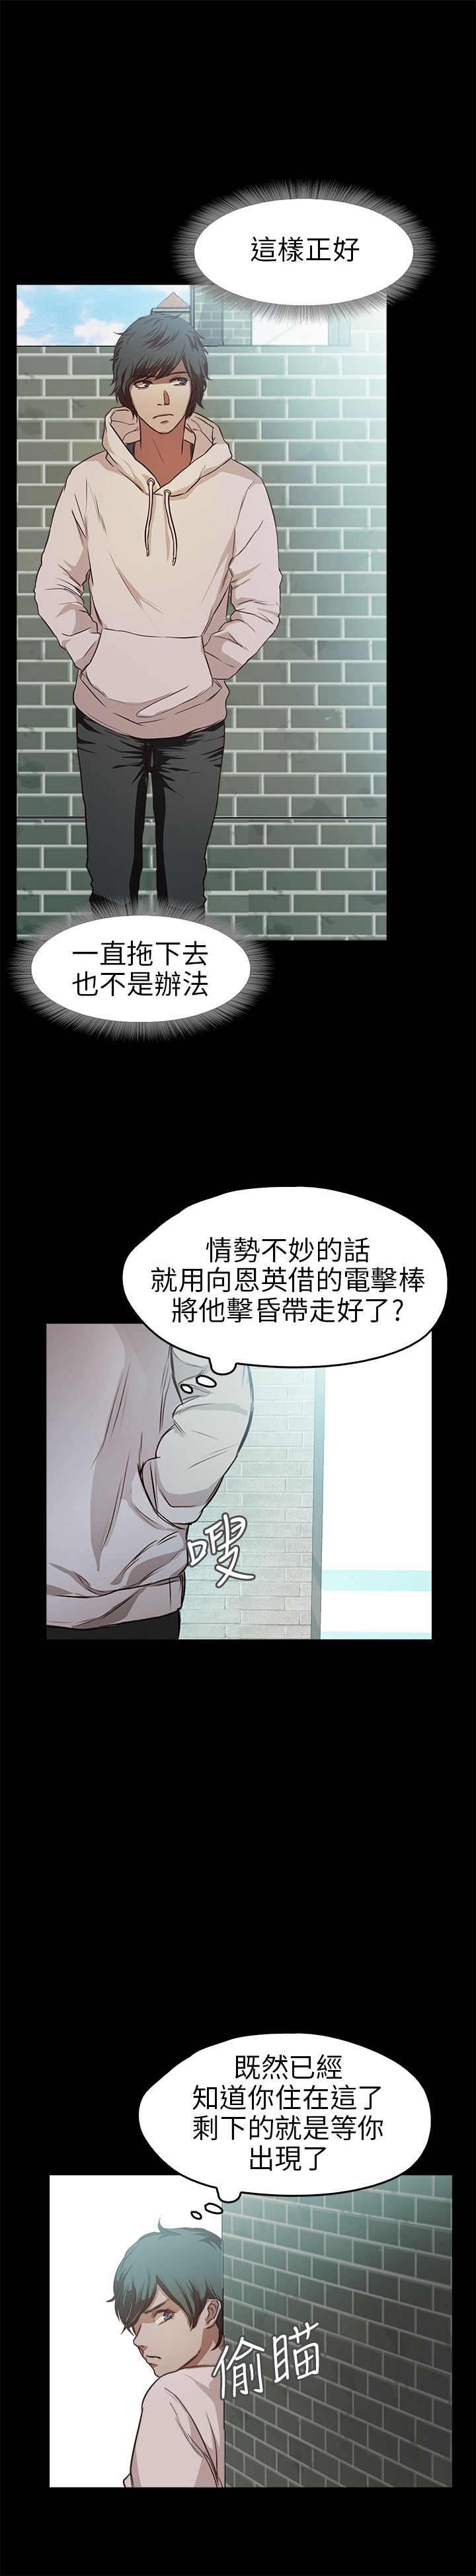 這樣正好
一直拖下去
也不是辦法
情勢不妙的話
就用向恩英借的電擊棒
將他擊昏帶走好了?
嗖
既然已經
知道你住在這了
剩下的就是等你
出現了
偷瞄